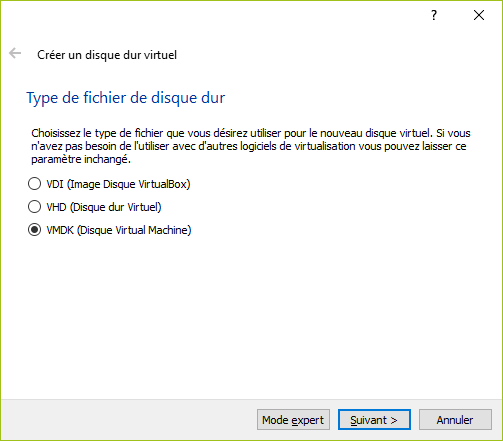 ?
Créer un disque dur virtuel
Type de fichier de disque dur
Choisissez le type de fichier que vous désirez utiliser pour le nouveau disque virtuel. Si vous
n'avez pas besoin de l'utiliser avec d'autres logiciels de virtualisation vous pouvez laisser ce
paramètre inchangé.
VDI (Image Disque VirtualBox)
VHD (Disque dur Virtuel)
VMDK (Disque Virtual Machine)
Mode expert Suivant > Annuler